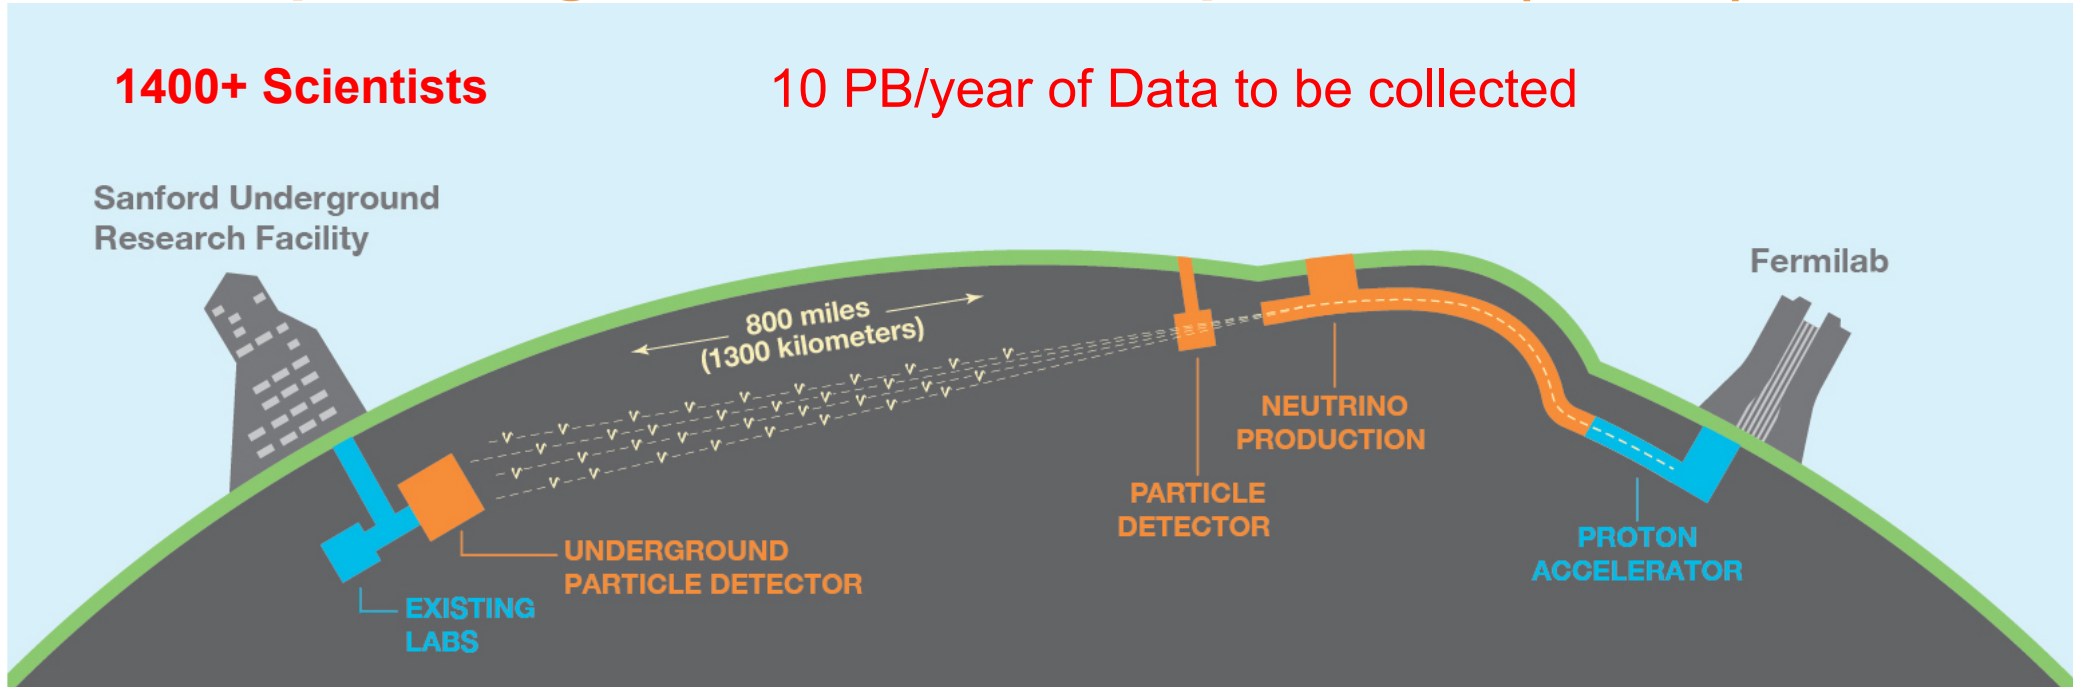 1400+ Scientists
10 PB/year of Data to be collected
Sanford Underground
Research Facility
Fermilab
800 miles
(1300 kilometers)
NEUTRINO
PRODUCTION
PARTICLE
DETECTOR
PROTON
ACCELERATOR
UNDERGROUND
PARTICLE DETECTOR
EXISTING
LABS